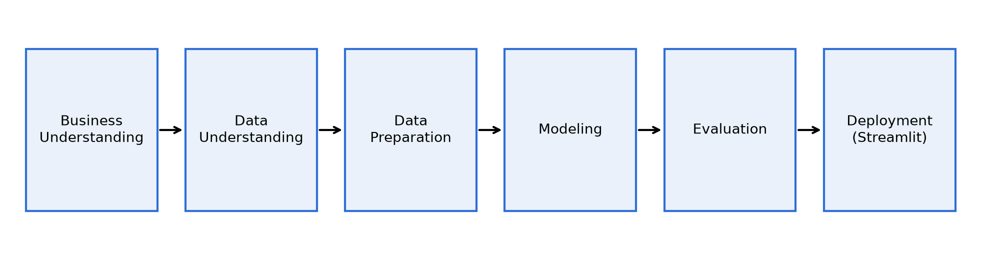 Business
Understanding
Data
Understanding
Data
Preparation
Modeling
Evaluation
Deployment
(Streamlit)